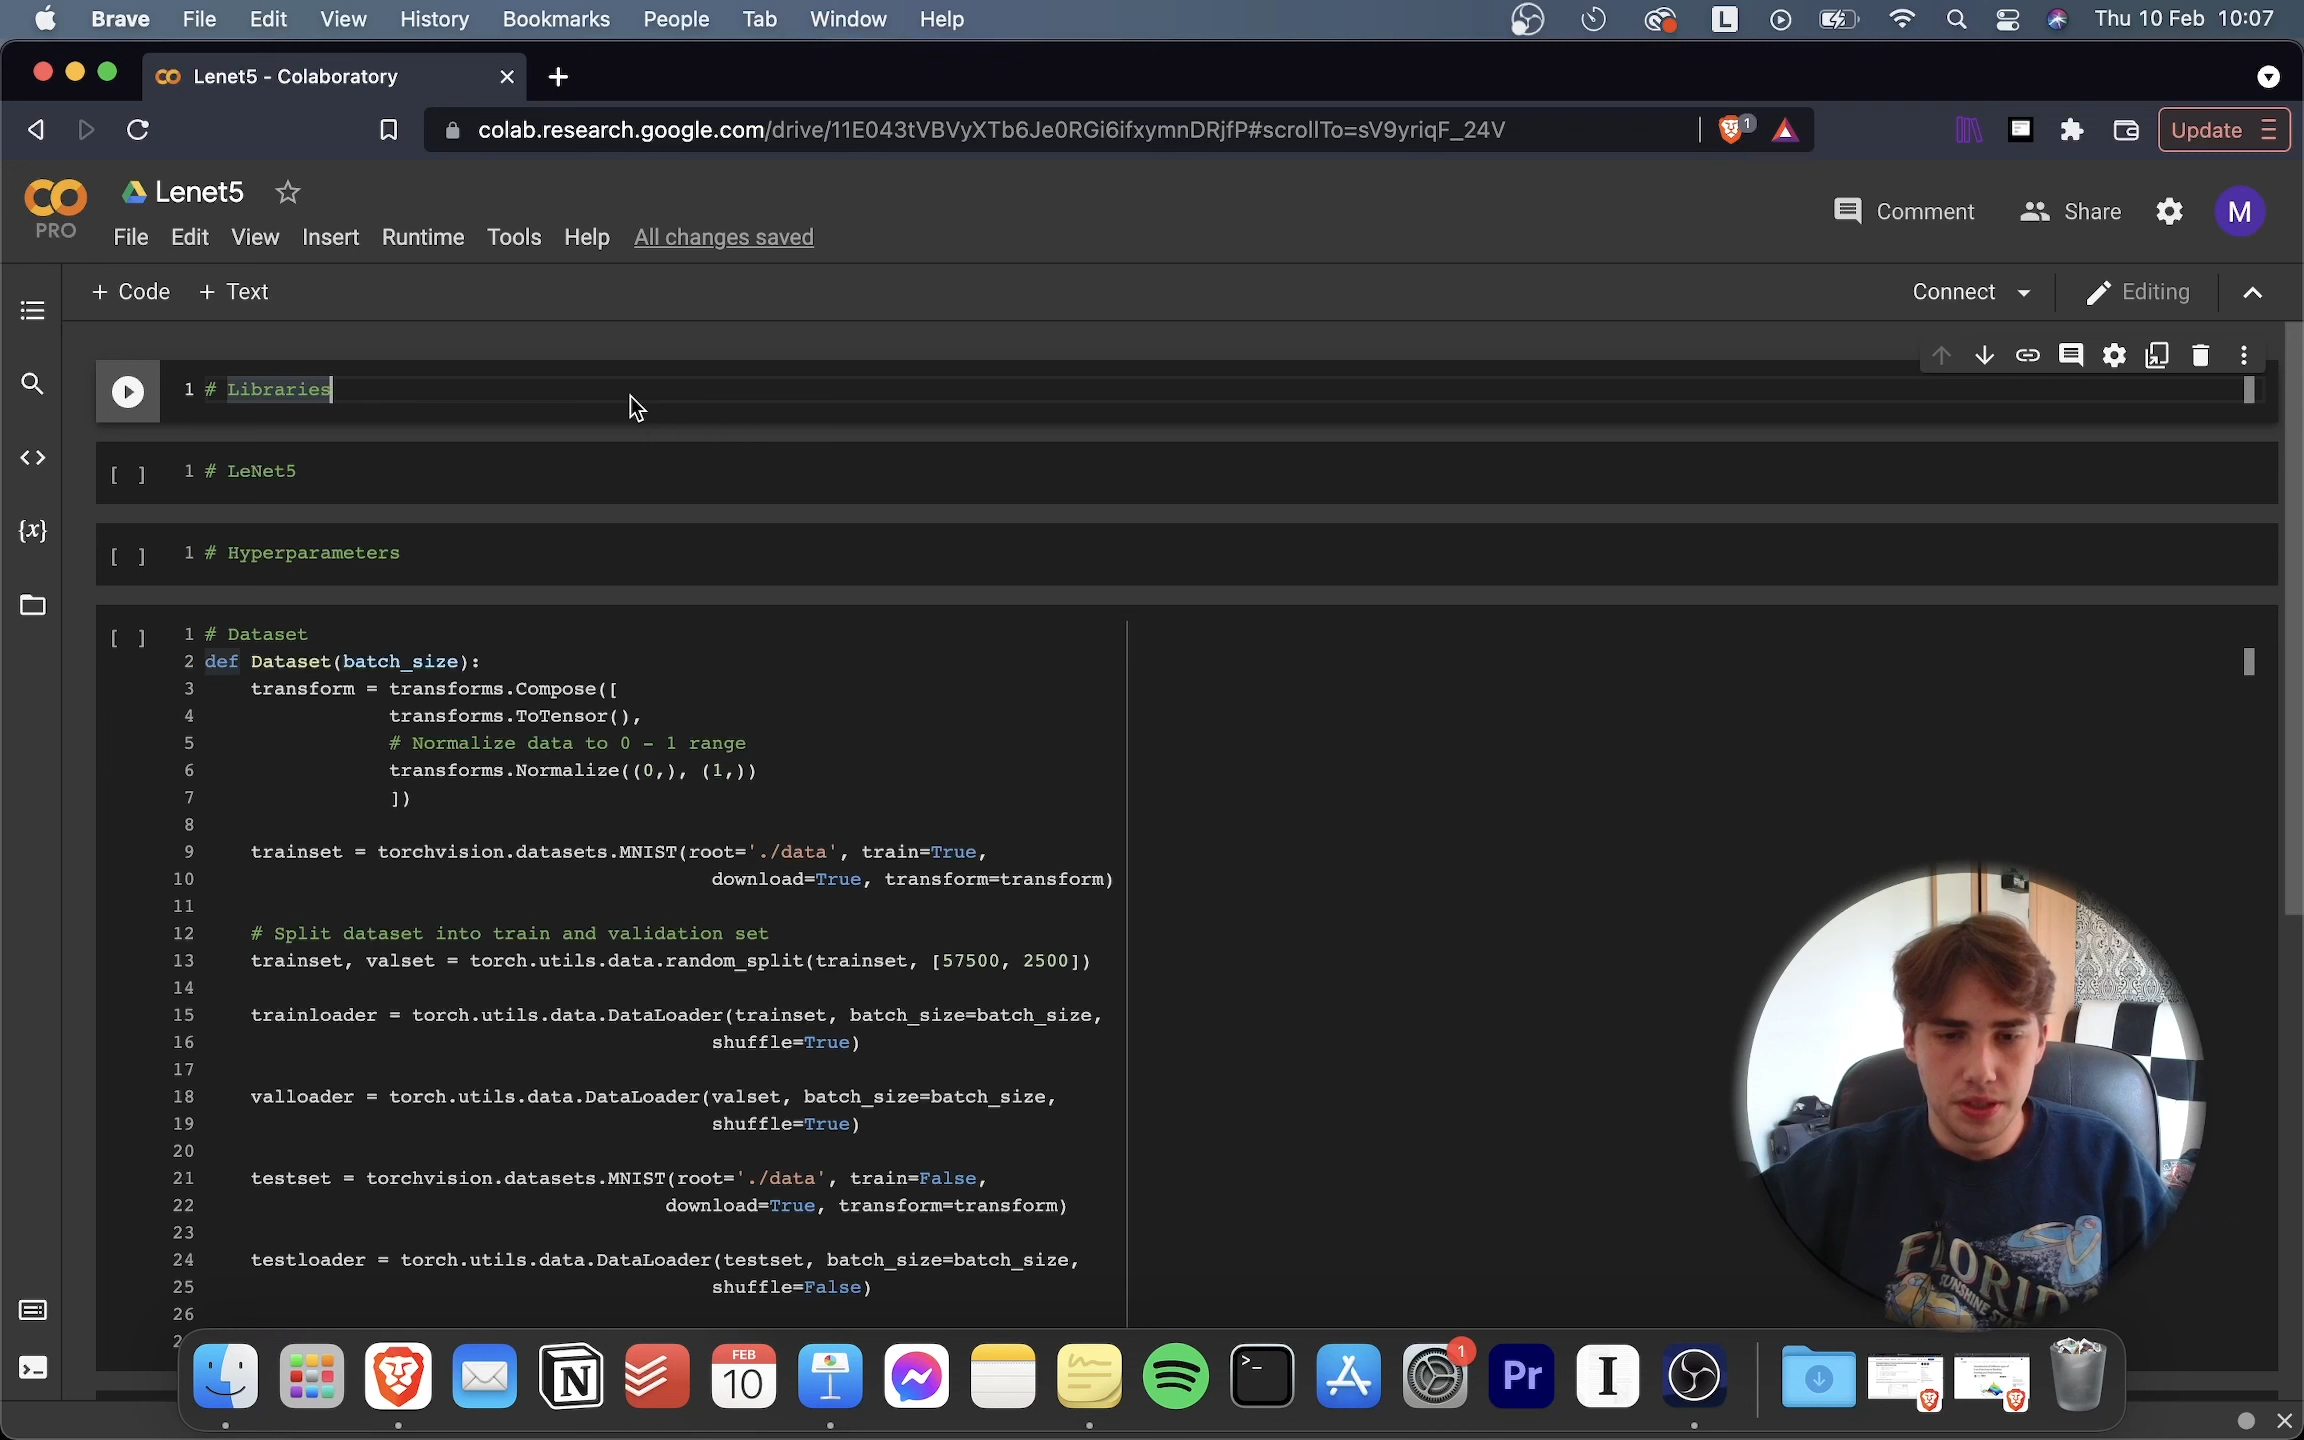 Brave File Edit View History Bookmarks People Tab Window Help L Thu 10 Feb 10:07
Lenet5 - Colaboratory
colab.research.google.com/drive/11E043tVBVyXTb6Je0RGi6ifxymnDRjfP#scrollTo=sV9yriqF_24V 1 Update
Lenet5
PRO
File Edit View Insert Runtime Tools Help All changes saved
Comment Share M
+ Code + Text Connect Editing
1 # Libraries
[ ] 1 # LeNet5
{x}
[ ] 1 # Hyperparameters
[ ] 1 # Dataset
2 def Dataset(batch_size):
3 transform = transforms.Compose([
4 transforms.ToTensor(),
5 # Normalize data to 0 - 1 range
6 transforms.Normalize((0,), (1,))
7 ])
8
9 trainset = torchvision.datasets.MNIST(root='./data', train=True,
10 download=True, transform=transform)
11
12 # Split dataset into train and validation set
13 trainset, valset = torch.utils.data.random_split(trainset, [57500, 2500])
14
15 trainloader = torch.utils.data.DataLoader(trainset, batch_size=batch_size,
16 shuffle=True)
17
18 valloader = torch.utils.data.DataLoader(valset, batch_size=batch_size,
19 shuffle=True)
20
21 testset = torchvision.datasets.MNIST(root='./data', train=False,
22 download=True, transform=transform)
23
24 testloader = torch.utils.data.DataLoader(testset, batch_size=batch_size,
25 shuffle=False)
26
FLORID
SUNSHINE
FEB
10
1
Pr
I